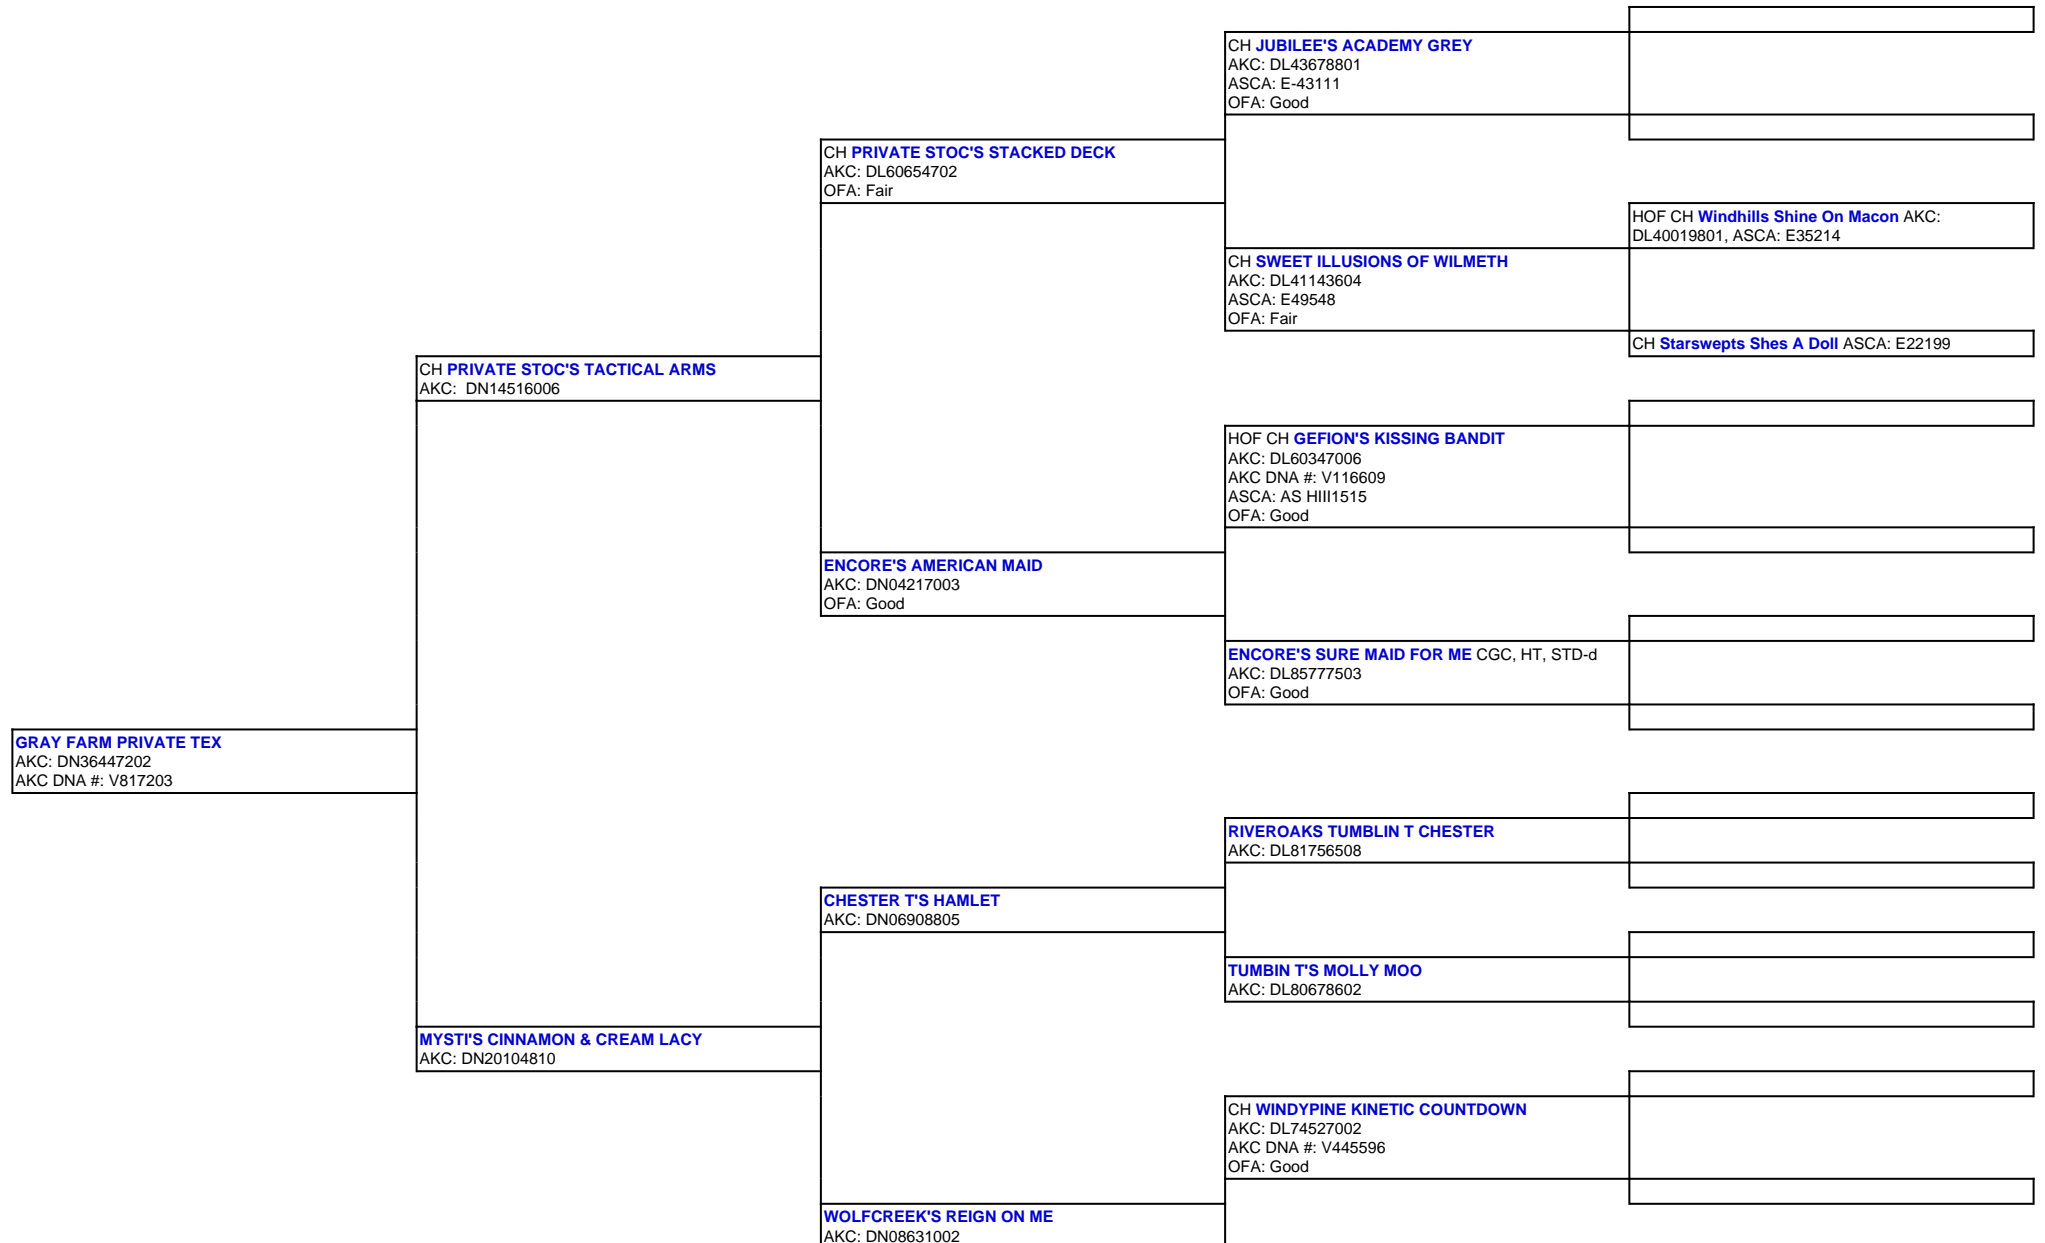 CH JUBILEE'S ACADEMY GREY
AKC: DL43678801
ASCA: E-43111
OFA: Good
CH PRIVATE STOC'S STACKED DECK
AKC: DL60654702
OFA: Fair
HOF CH Windhills Shine On Macon AKC:
DL40019801, ASCA: E35214
CH SWEET ILLUSIONS OF WILMETH
AKC: DL41143604
ASCA: E49548
OFA: Fair
CH Starswepts Shes A Doll ASCA: E22199
CH PRIVATE STOC'S TACTICAL ARMS
AKC: DN14516006
HOF CH GEFION'S KISSING BANDIT
AKC: DL60347006
AKC DNA #: V116609
ASCA: AS HIII1515
OFA: Good
ENCORE'S AMERICAN MAID
AKC: DN04217003
OFA: Good
ENCORE'S SURE MAID FOR ME CGC, HT, STD-d
AKC: DL85777503
OFA: Good
GRAY FARM PRIVATE TEX
AKC: DN36447202
AKC DNA #: V817203
RIVEROAKS TUMBLIN T CHESTER
AKC: DL81756508
CHESTER T'S HAMLET
AKC: DN06908805
TUMBIN T'S MOLLY MOO
AKC: DL80678602
MYSTI'S CINNAMON & CREAM LACY
AKC: DN20104810
CH WINDYPINE KINETIC COUNTDOWN
AKC: DL74527002
AKC DNA #: V445596
OFA: Good
WOLFCREEK'S REIGN ON ME
AKC: DN08631002